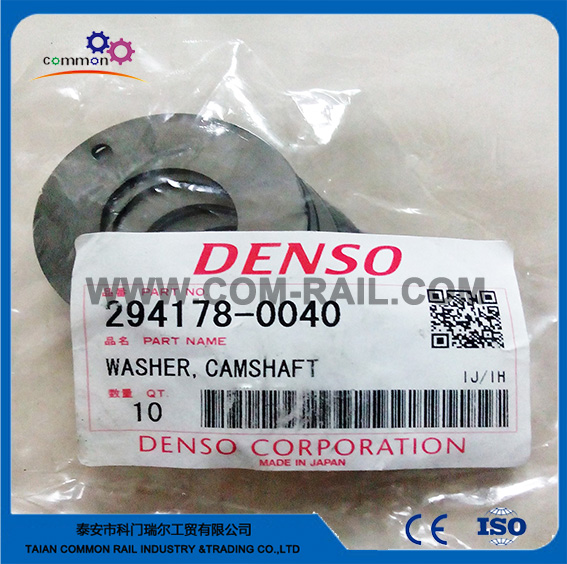 common
DENSO
品番 PART NO.
WWW.COM-RAIL.COM
294178-0040
品名 PART NAME
WASHER, CAMSHAFT
IJ/IH
数量 QT.
10
DENSO CORPORATION
MADE IN JAPAN
泰安市科门瑞尔工贸有限公司
TAIAN COMMON RAIL INDUSTRY &TRADING CO.,LTD
CE ISO